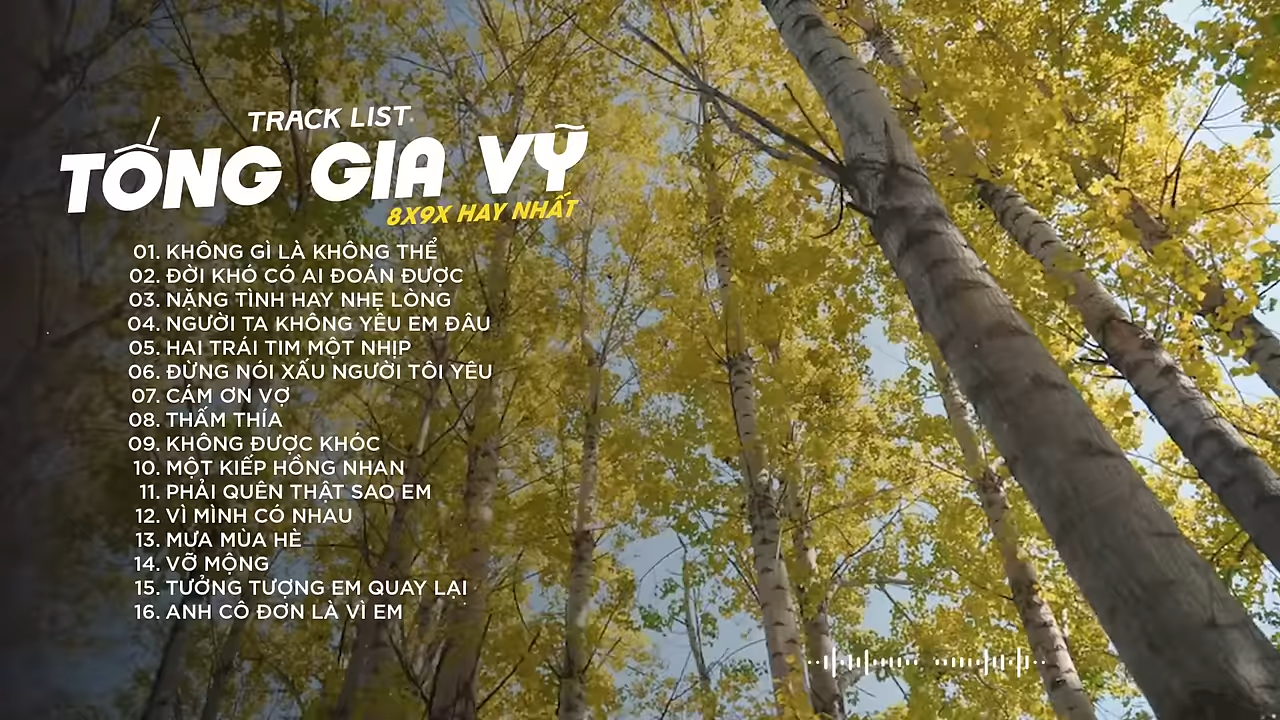 TRACK LIST
TỐNG GIA VỸ
8X9X HAY NHẤT
01. KHÔNG GÌ LÀ KHÔNG THỂ
02. ĐỜI KHÓ CÓ AI ĐOÁN ĐƯỢC
03. NẶNG TÌNH HAY NHẸ LÒNG
04. NGƯỜI TA KHÔNG YÊU EM ĐÂU
05. HAI TRÁI TIM MỘT NHỊP
06. ĐỪNG NÓI XẤU NGƯỜI TÔI YÊU
07. CÁM ƠN VỢ
08. THẤM THÍA
09. KHÔNG ĐƯỢC KHÓC
10. MỘT KIẾP HỒNG NHAN
11. PHẢI QUÊN THẬT SAO EM
12. VÌ MÌNH CÓ NHAU
13. MƯA MÙA HÈ
14. VỠ MỘNG
15. TƯỞNG TƯỢNG EM QUAY LẠI
16. ANH CÔ ĐƠN LÀ VÌ EM